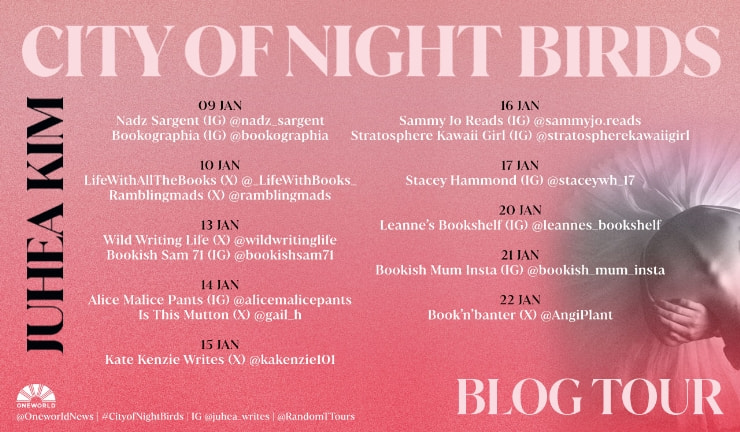 CITY OF NIGHT BIRDS
JUHEA KIM
09 JAN
Nadz Sargent (IG) @nadz_sargent
Bookographia (IG) @bookographia
10 JAN
LifeWithAllTheBooks (X) @_LifeWithBooks_
Ramblingmads (X) @ramblingmads
13 JAN
Wild Writing Life (X) @wildwritinglife
Bookish Sam 71 (IG) @bookishsam71
14 JAN
Alice Malice Pants (IG) @alicemalicepants
Is This Mutton (X) @gail_h
15 JAN
Kate Kenzie Writes (X) @kakenzie101
16 JAN
Sammy Jo Reads (IG) @sammyjo.reads
Stratosphere Kawaii Girl (IG) @stratospherekawaiigirl
17 JAN
Stacey Hammond (IG) @staceywh_17
20 JAN
Leanne's Bookshelf (IG) @leannes_bookshelf
21 JAN
Bookish Mum Insta (IG) @bookish_mum_insta
22 JAN
Book'n'banter (X) @AngiPlant
BLOG TOUR
ONEWORLD
@OneworldNews | #CityofNightBirds | IG @juhea_writes | @RandomTTours